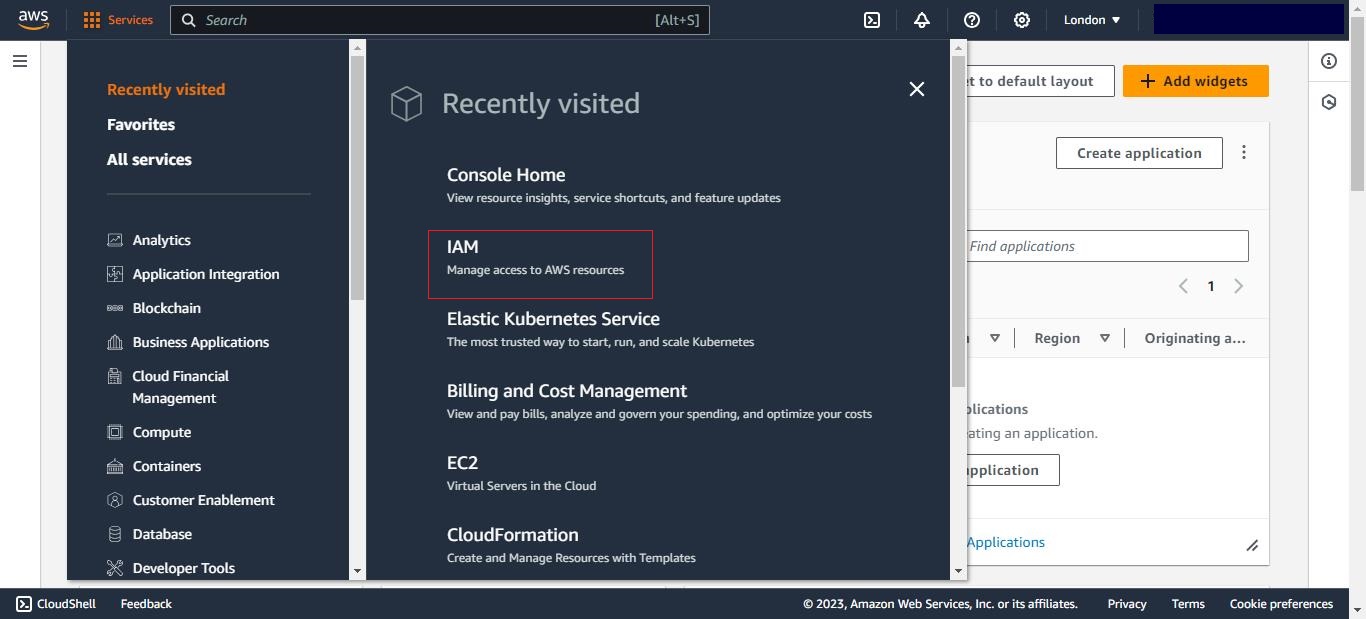 aws
Services
Search
[Alt+S]
London
Recently visited
Favorites
All services
Analytics
Application Integration
Blockchain
Business Applications
Cloud Financial
Management
Compute
Containers
Customer Enablement
Database
Developer Tools
Recently visited
Console Home
View resource insights, service shortcuts, and feature updates
IAM
Manage access to AWS resources
Elastic Kubernetes Service
The most trusted way to start, run, and scale Kubernetes
Billing and Cost Management
View and pay bills, analyze and govern your spending, and optimize your costs
EC2
Virtual Servers in the Cloud
CloudFormation
Create and Manage Resources with Templates
to default layout
Add widgets
Create application
Find applications
1
Region
Originating a...
an application.
Applications
CloudShell
Feedback
© 2023, Amazon Web Services, Inc. or its affiliates.
Privacy
Terms
Cookie preferences